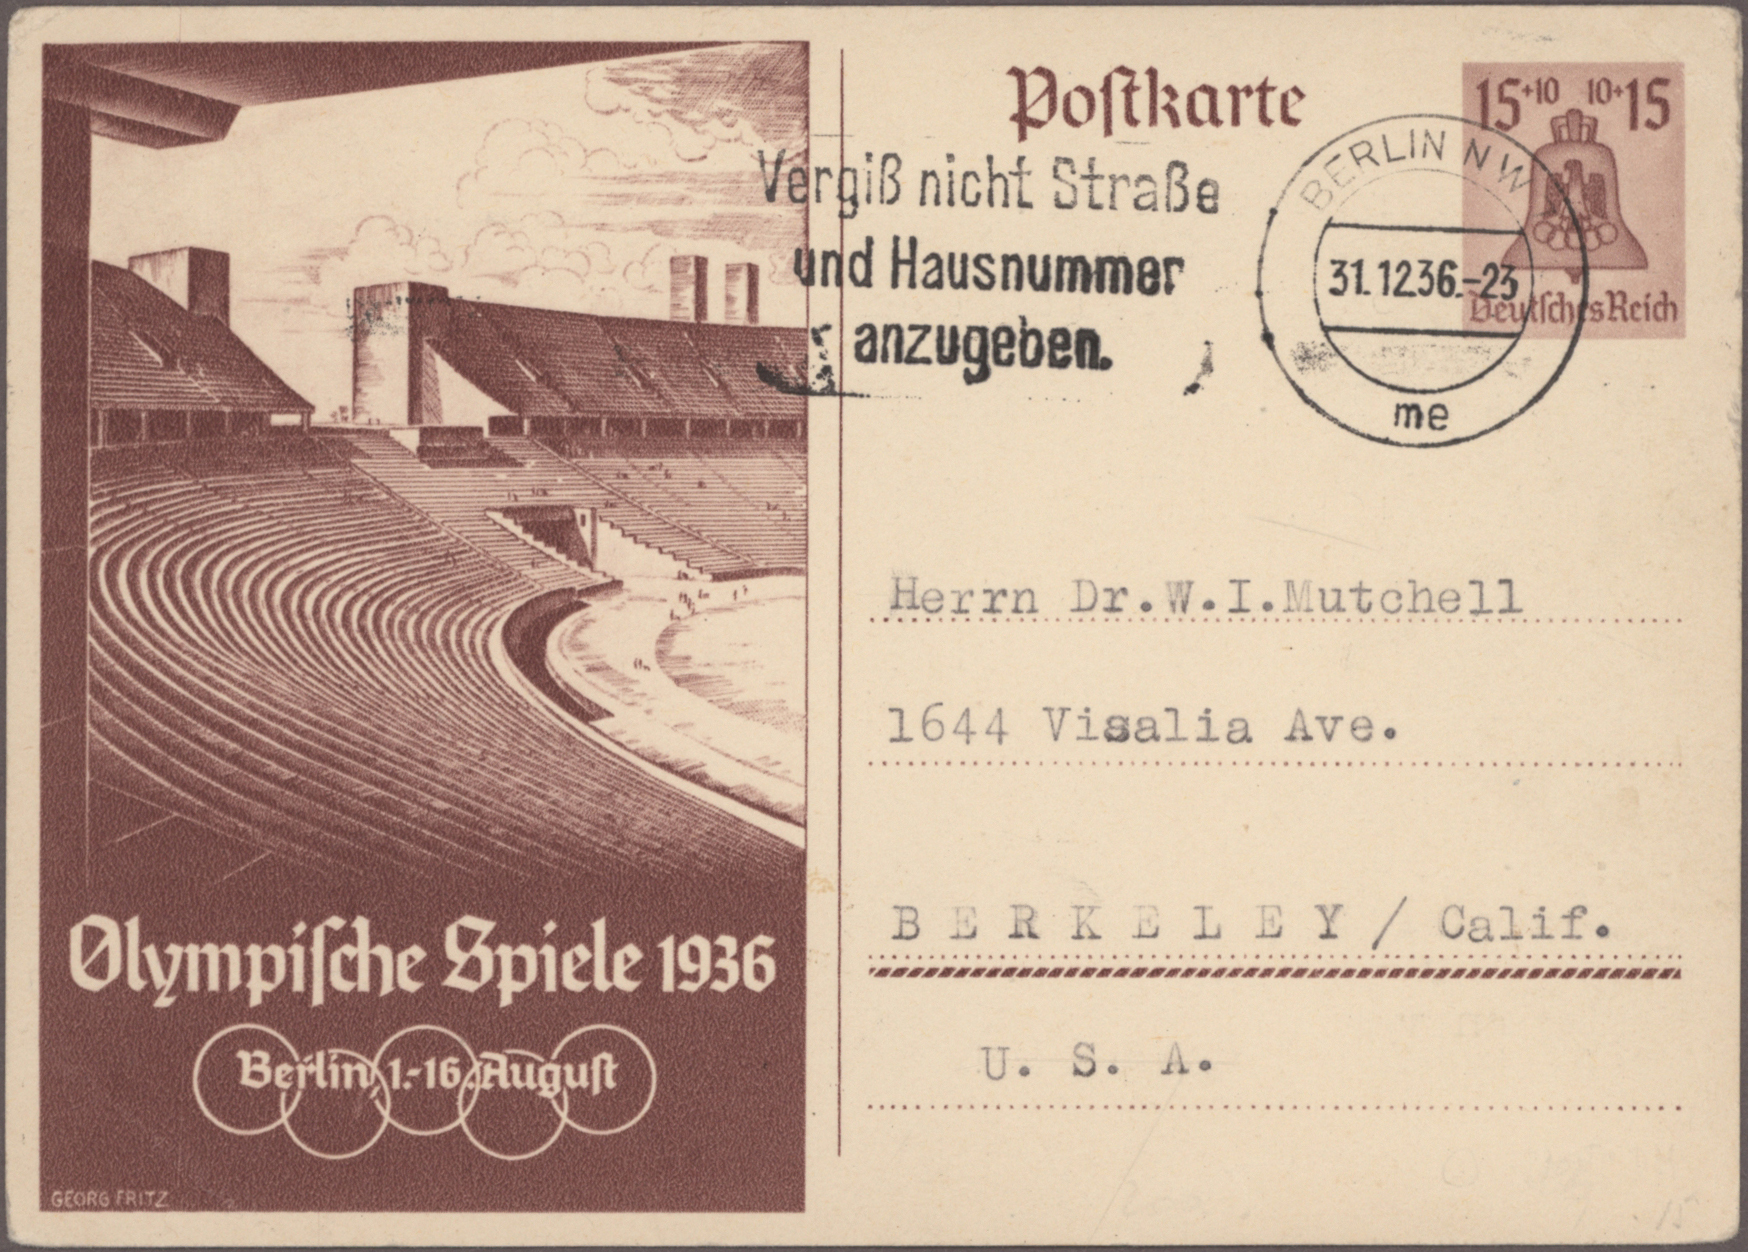 Postkarte
15+10 10+15
Deutsches Reich
BERLIN NW
31.12.36.-23
me
Vergiß nicht Straße
und Hausnummer
anzugeben.
Herrn Dr.W.I.Mutchell
1644 Visalia Ave.
BERKELEY/ Calif.
U. S. A.
Olympische Spiele 1936
Berlin, 1.-16. August
GEORG FRITZ
15